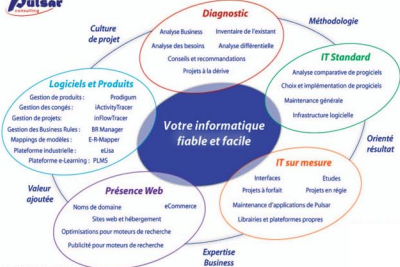 Pulsar
consulting
Culture
de projet
Diagnostic
Analyse Business Inventaire de l'existant
Analyse des besoins Analyse différentielle
Conseils et recommandations
Projets à la dérive
Méthodologie
IT Standard
Analyse comparative de progiciels
Choix et implémentation de progiciels
Maintenance générale
Infrastructure logicielle
Orienté
résultat
IT sur mesure
Interfaces Études
Projets à forfait Projets en régie
Maintenance d'applications de Pulsar
Librairies et plateformes propres
Expertise
Business
Présence Web
Noms de domaine eCommerce
Sites web et hébergement
Optimisations pour moteurs de recherche
Publicité pour moteurs de recherche
Valeur
ajoutée
Logiciels et Produits
Gestion de produits : Prodigum
Gestion des congés : iActivityTracer
Gestion de projets: inFlowTracer
Gestion des Business Rules : BR Manager
Mappings de modèles : E-R-Mapper
Plateforme industrielle : eLisa
Plateforme e-Learning : PLMS
Votre informatique
fiable et facile